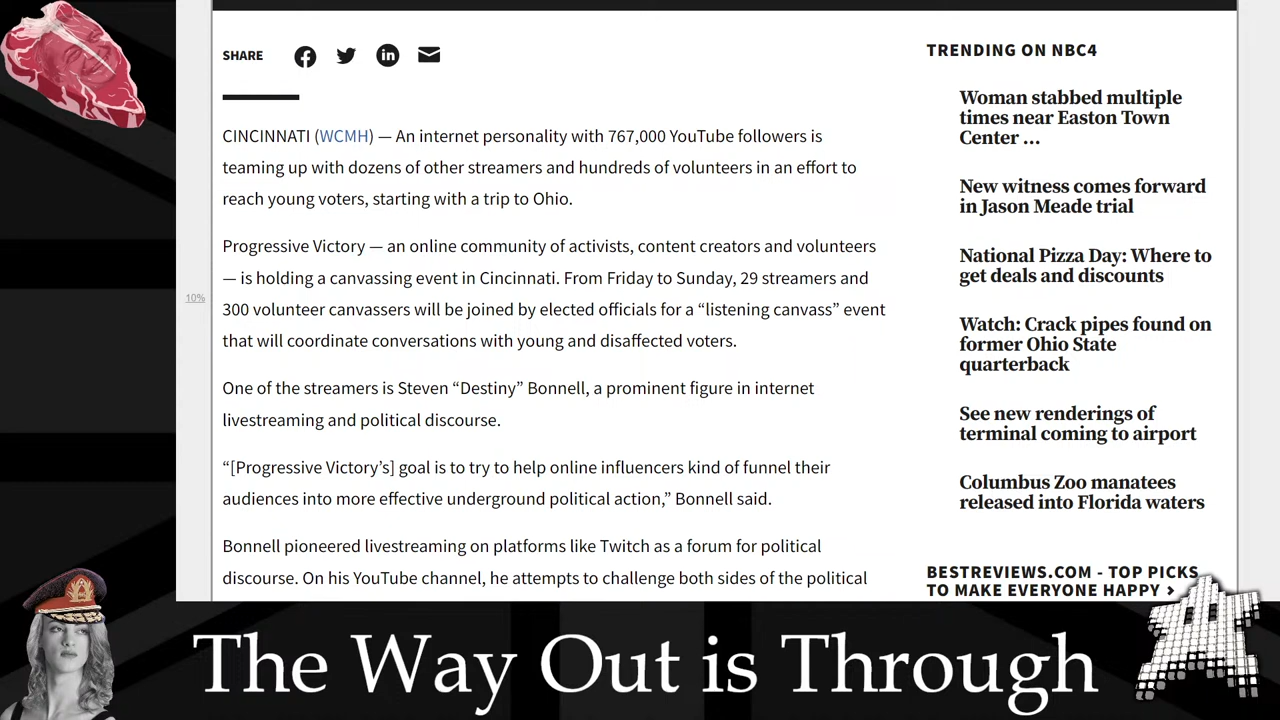 SHARE
CINCINNATI (WCMH) — An internet personality with 767,000 YouTube followers is
teaming up with dozens of other streamers and hundreds of volunteers in an effort to
reach young voters, starting with a trip to Ohio.
Progressive Victory — an online community of activists, content creators and volunteers
— is holding a canvassing event in Cincinnati. From Friday to Sunday, 29 streamers and
300 volunteer canvassers will be joined by elected officials for a “listening canvass” event
that will coordinate conversations with young and disaffected voters.
One of the streamers is Steven “Destiny” Bonnell, a prominent figure in internet
livestreaming and political discourse.
“[Progressive Victory’s] goal is to try to help online influencers kind of funnel their
audiences into more effective underground political action,” Bonnell said.
Bonnell pioneered livestreaming on platforms like Twitch as a forum for political
discourse. On his YouTube channel, he attempts to challenge both sides of the political
10%
TRENDING ON NBC4
Woman stabbed multiple
times near Easton Town
Center …
New witness comes forward
in Jason Meade trial
National Pizza Day: Where to
get deals and discounts
Watch: Crack pipes found on
former Ohio State
quarterback
See new renderings of
terminal coming to airport
Columbus Zoo manatees
released into Florida waters
BESTREVIEWS.COM - TOP PICKS
TO MAKE EVERYONE HAPPY ›
The Way Out is Through